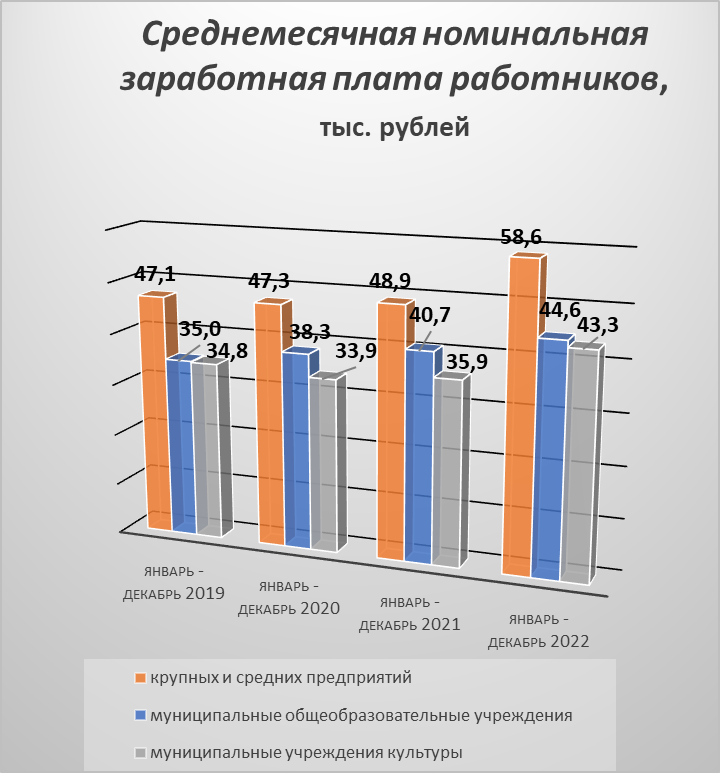 Среднемесячная номинальная
заработная плата работников,
тыс. рублей
47,1
35,0
34,8
47,3
38,3
33,9
48,9
40,7
35,9
58,6
44,6
43,3
ЯНВАРЬ -
ДЕКАБРЬ 2019
ЯНВАРЬ -
ДЕКАБРЬ 2020
ЯНВАРЬ -
ДЕКАБРЬ 2021
ЯНВАРЬ -
ДЕКАБРЬ 2022
крупных и средних предприятий
муниципальные общеобразовательные учреждения
муниципальные учреждения культуры